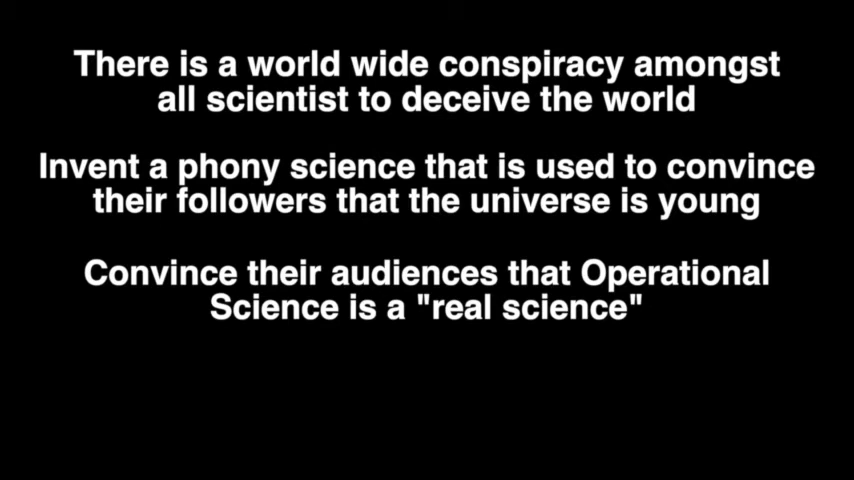 There is a world wide conspiracy amongst
all scientist to deceive the world
Invent a phony science that is used to convince
their followers that the universe is young
Convince their audiences that Operational
Science is a "real science"